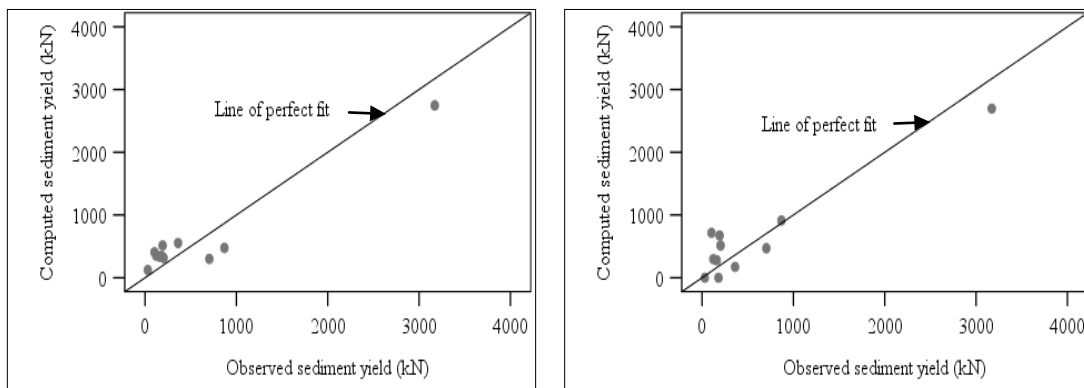 4000
3000
2000
1000
0
Computed sediment yield (kN)
Line of perfect fit
0 1000 2000 3000 4000
Observed sediment yield (kN)
4000
3000
2000
1000
0
Computed sediment yield (kN)
Line of perfect fit
0 1000 2000 3000 4000
Observed sediment yield (kN)